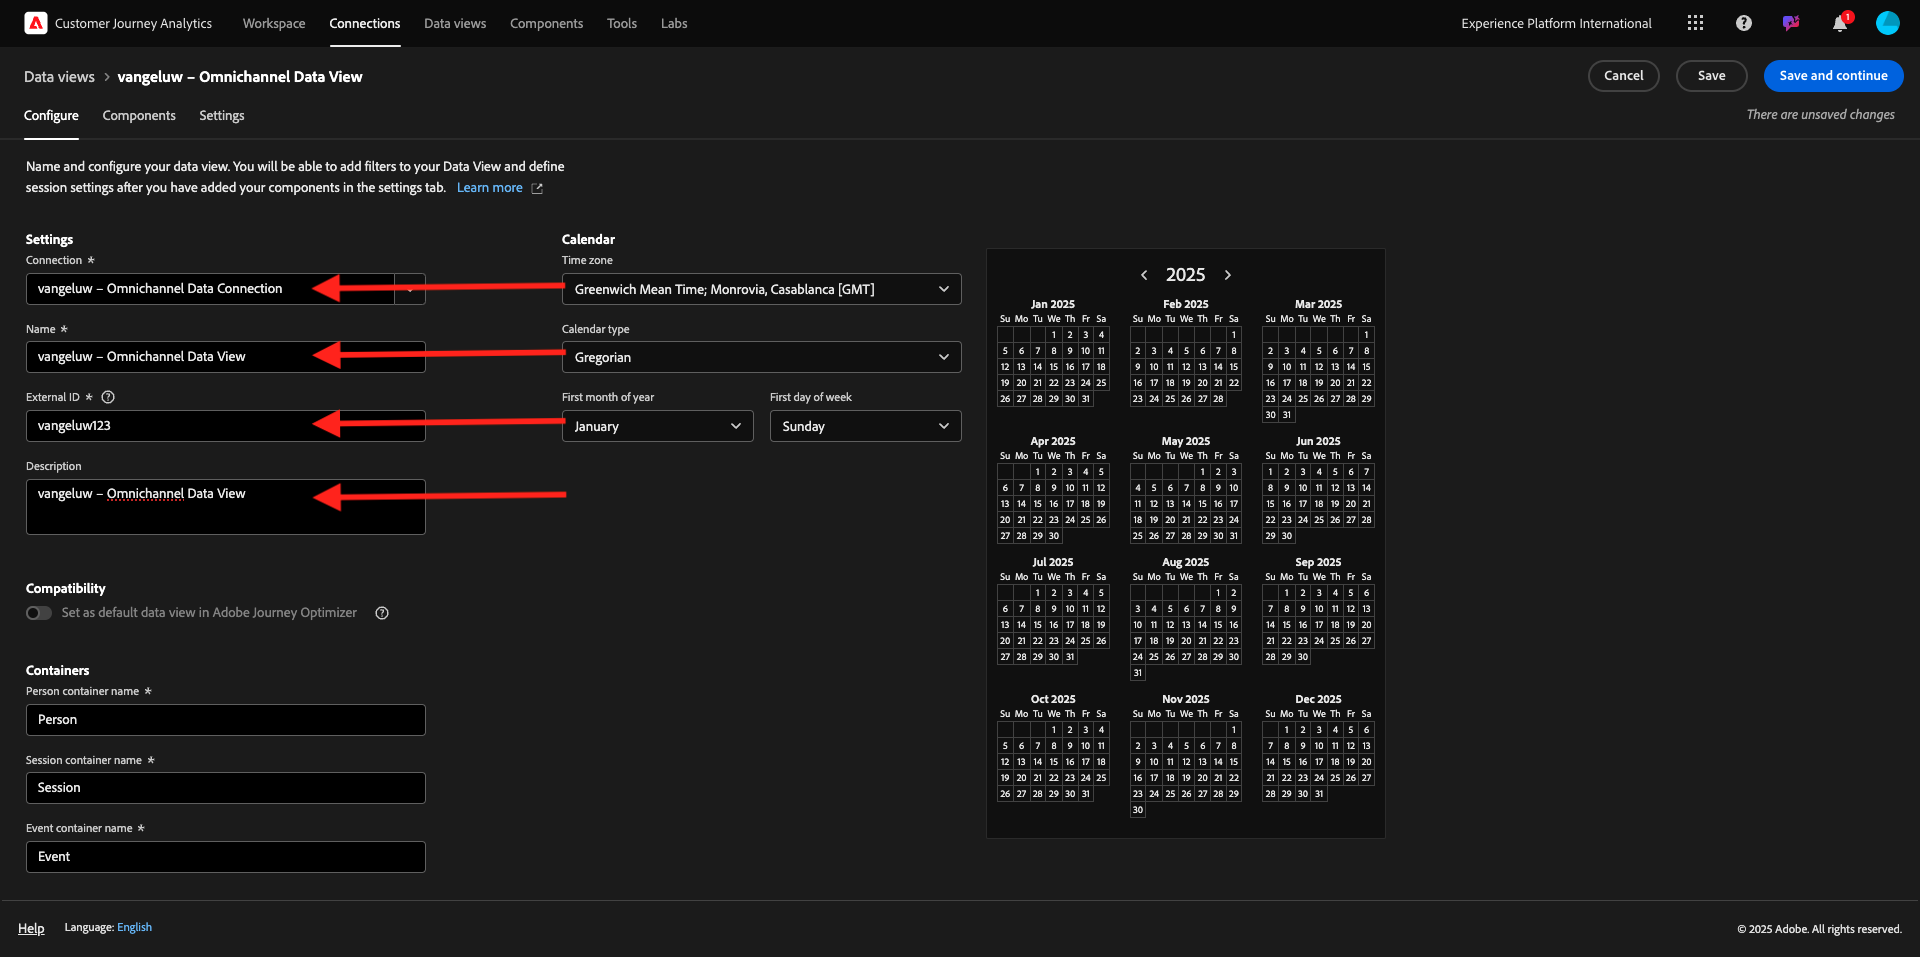 Customer Journey Analytics Workspace Connections Data views Components Tools Labs Experience Platform International 1
Data views > vangeluw – Omnichannel Data View Cancel Save Save and continue
Configure Components Settings There are unsaved changes
Name and configure your data view. You will be able to add filters to your Data View and define
session settings after you have added your components in the settings tab. Learn more
Settings
Connection *
vangeluw – Omnichannel Data Connection
Name *
vangeluw – Omnichannel Data View
External ID *
vangeluw123
Description
vangeluw – Omnichannel Data View
Compatibility
Set as default data view in Adobe Journey Optimizer
Containers
Person container name *
Person
Session container name *
Session
Event container name *
Event
Calendar
Time zone
Greenwich Mean Time; Monrovia, Casablanca [GMT]
Calendar type
Gregorian
First month of year First day of week
January Sunday
2025
Jan 2025 Feb 2025 Mar 2025
Su Mo Tu We Th Fr Sa Su Mo Tu We Th Fr Sa Su Mo Tu We Th Fr Sa
1 2 3 4 1 1
5 6 7 8 9 10 11 2 3 4 5 6 7 8 2 3 4 5 6 7 8
12 13 14 15 16 17 18 9 10 11 12 13 14 15 9 10 11 12 13 14 15
19 20 21 22 23 24 25 16 17 18 19 20 21 22 16 17 18 19 20 21 22
26 27 28 29 30 31 23 24 25 26 27 28 23 24 25 26 27 28 29
30 31
Apr 2025 May 2025 Jun 2025
Su Mo Tu We Th Fr Sa Su Mo Tu We Th Fr Sa Su Mo Tu We Th Fr Sa
1 2 3 4 5 1 2 3 1 2 3 4 5 6 7
6 7 8 9 10 11 12 4 5 6 7 8 9 10 8 9 10 11 12 13 14
13 14 15 16 17 18 19 11 12 13 14 15 16 17 15 16 17 18 19 20 21
20 21 22 23 24 25 26 18 19 20 21 22 23 24 22 23 24 25 26 27 28
27 28 29 30 25 26 27 28 29 30 31 29 30
Jul 2025 Aug 2025 Sep 2025
Su Mo Tu We Th Fr Sa Su Mo Tu We Th Fr Sa Su Mo Tu We Th Fr Sa
1 2 3 4 5 1 2 1 2 3 4 5 6
6 7 8 9 10 11 12 3 4 5 6 7 8 9 7 8 9 10 11 12 13
13 14 15 16 17 18 19 10 11 12 13 14 15 16 14 15 16 17 18 19 20
20 21 22 23 24 25 26 17 18 19 20 21 22 23 21 22 23 24 25 26 27
27 28 29 30 31 24 25 26 27 28 29 30 28 29 30
31
Oct 2025 Nov 2025 Dec 2025
Su Mo Tu We Th Fr Sa Su Mo Tu We Th Fr Sa Su Mo Tu We Th Fr Sa
1 2 3 4 1 1 2 3 4 5 6
5 6 7 8 9 10 11 2 3 4 5 6 7 8 7 8 9 10 11 12 13
12 13 14 15 16 17 18 9 10 11 12 13 14 15 14 15 16 17 18 19 20
19 20 21 22 23 24 25 16 17 18 19 20 21 22 21 22 23 24 25 26 27
26 27 28 29 30 31 23 24 25 26 27 28 29 28 29 30 31
30
Help Language: English © 2025 Adobe. All rights reserved.